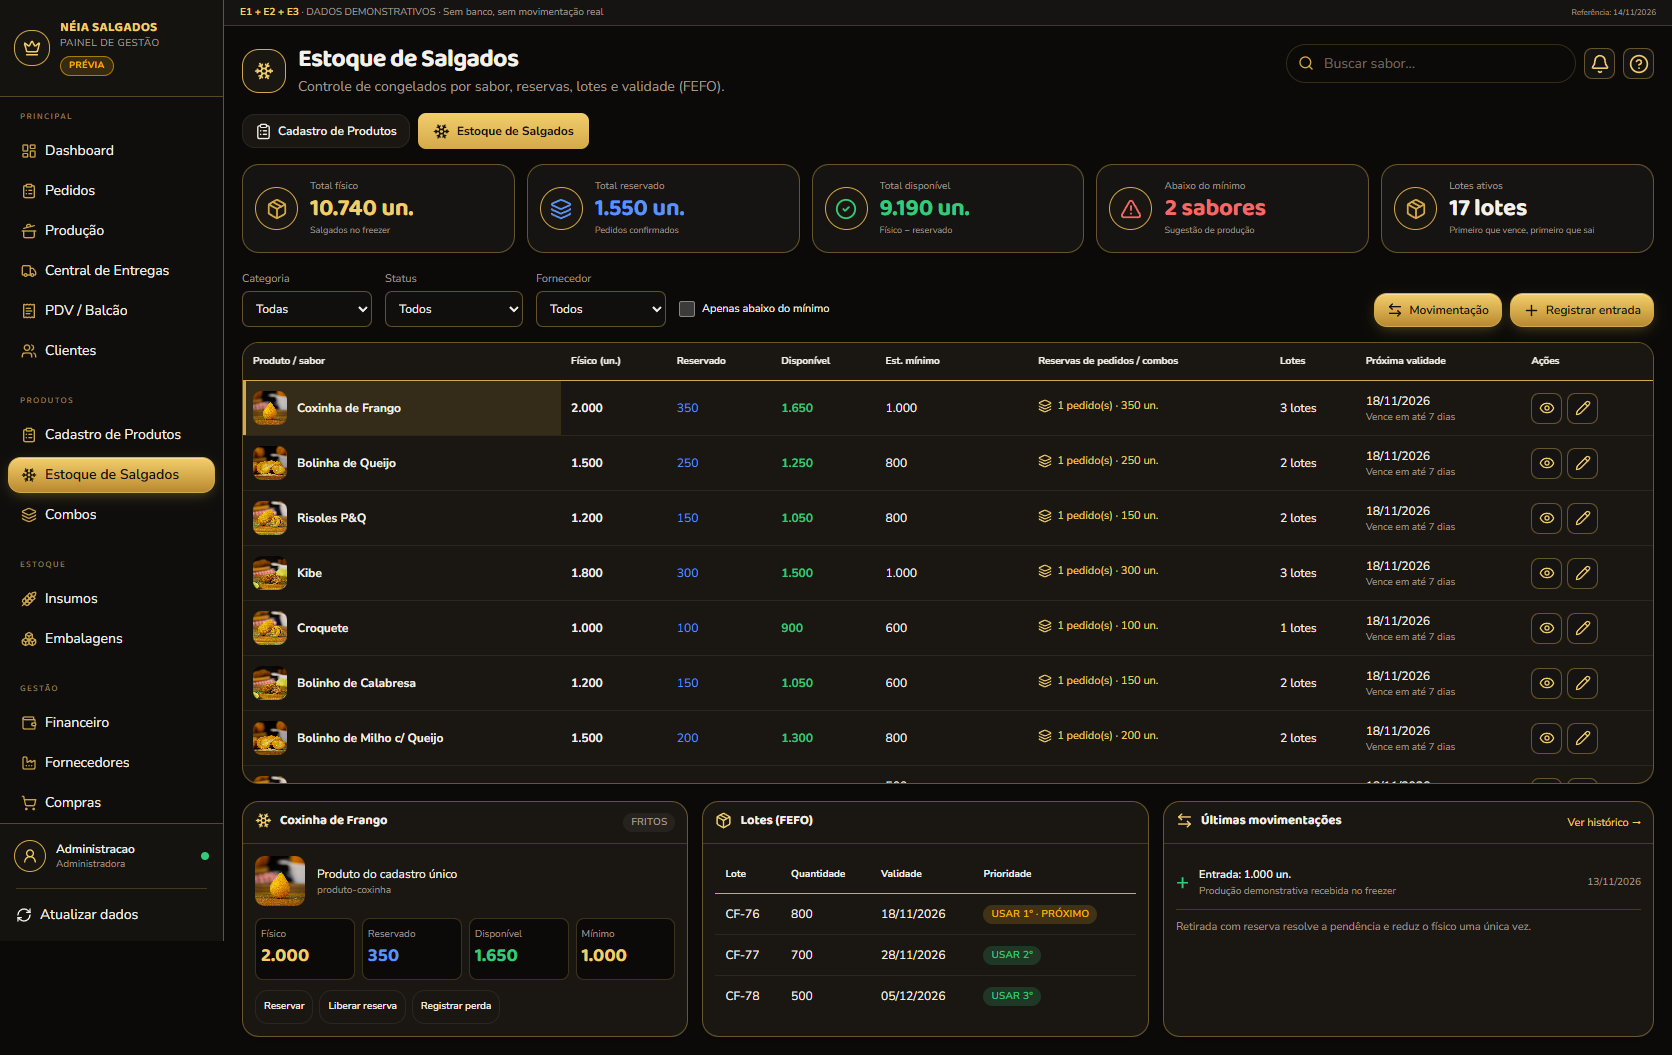 NÉIA SALGADOS
PAINEL DE GESTÃO
PRÉVIA
PRINCIPAL
Dashboard
Pedidos
Produção
Central de Entregas
PDV / Balcão
Clientes
PRODUTOS
Cadastro de Produtos
Estoque de Salgados
Combos
ESTOQUE
Insumos
Embalagens
GESTÃO
Financeiro
Fornecedores
Compras
Administracao
Administradora
Atualizar dados
E1 + E2 + E3 · DADOS DEMONSTRATIVOS · Sem banco, sem movimentação real
Referência: 14/11/2026
Estoque de Salgados
Controle de congelados por sabor, reservas, lotes e validade (FEFO).
Buscar sabor...
Cadastro de Produtos
Estoque de Salgados
Total físico
10.740 un.
Salgados no freezer
Total reservado
1.550 un.
Pedidos confirmados
Total disponível
9.190 un.
Físico − reservado
Abaixo do mínimo
2 sabores
Sugestão de produção
Lotes ativos
17 lotes
Primeiro que vence, primeiro que sai
Categoria
Todas
Status
Todos
Fornecedor
Todos
Apenas abaixo do mínimo
Movimentação
Registrar entrada
Produto / sabor Físico (un.) Reservado Disponível Est. mínimo Reservas de pedidos / combos Lotes Próxima validade Ações
Coxinha de Frango 2.000 350 1.650 1.000 1 pedido(s) · 350 un. 3 lotes 18/11/2026
Vence em até 7 dias
Bolinha de Queijo 1.500 250 1.250 800 1 pedido(s) · 250 un. 2 lotes 18/11/2026
Vence em até 7 dias
Risoles P&Q 1.200 150 1.050 800 1 pedido(s) · 150 un. 2 lotes 18/11/2026
Vence em até 7 dias
Kibe 1.800 300 1.500 1.000 1 pedido(s) · 300 un. 3 lotes 18/11/2026
Vence em até 7 dias
Croquete 1.000 100 900 600 1 pedido(s) · 100 un. 1 lotes 18/11/2026
Vence em até 7 dias
Bolinho de Calabresa 1.200 150 1.050 600 1 pedido(s) · 150 un. 2 lotes 18/11/2026
Vence em até 7 dias
Bolinho de Milho c/ Queijo 1.500 200 1.300 800 1 pedido(s) · 200 un. 2 lotes 18/11/2026
Vence em até 7 dias
Coxinha de Frango
FRITOS
Produto do cadastro único
produto-coxinha
Físico
2.000
Reservado
350
Disponível
1.650
Mínimo
1.000
Reservar
Liberar reserva
Registrar perda
Lotes (FEFO)
Lote Quantidade Validade Prioridade
CF-76 800 18/11/2026 USAR 1º · PRÓXIMO
CF-77 700 28/11/2026 USAR 2º
CF-78 500 05/12/2026 USAR 3º
Últimas movimentações
Ver histórico →
Entrada: 1.000 un.
Produção demonstrativa recebida no freezer
13/11/2026
Retirada com reserva resolve a pendência e reduz o físico uma única vez.